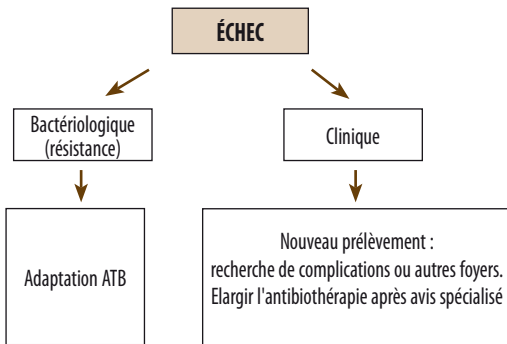 ÉCHEC
Bactériologique
(résistance)
Clinique
Adaptation ATB
Nouveau prélèvement :
recherche de complications ou autres foyers.
Elargir l'antibiothérapie après avis spécialisé